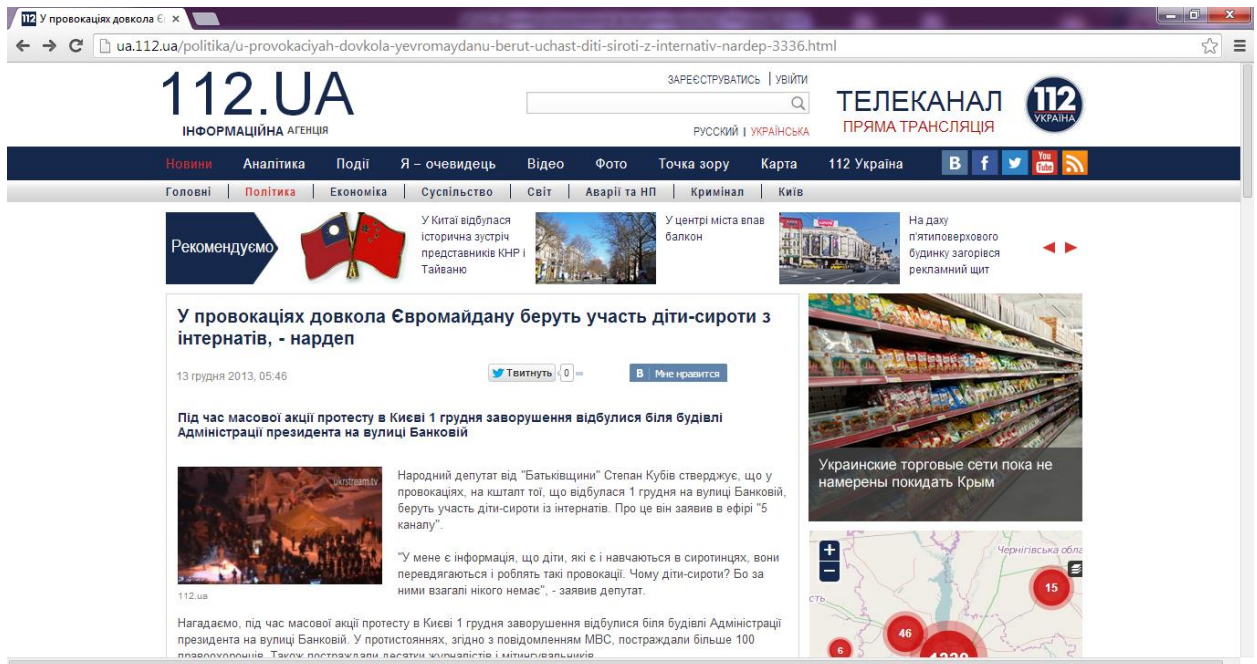 У провокаціях довкола Є
ua.112.ua/politika/u-provokaciyah-dovkola-yevromaydanu-berut-uchast-diti-siroti-z-internativ-nardep-3336.html
112.UA
ІНФОРМАЦІЙНА АГЕНЦІЯ
ЗАРЕЄСТРУВАТИСЬ | УВІЙТИ
РУССКИЙ | УКРАЇНСЬКА
ТЕЛЕКАНАЛ
ПРЯМА ТРАНСЛЯЦІЯ
112
УКРАЇНА
Новини Аналітика Події Я – очевидець Відео Фото Точка зору Карта 112 Україна
Головні | Політика | Економіка | Суспільство | Світ | Аварії та НП | Кримінал | Київ
Рекомендуємо
У Китаї відбулася
історична зустріч
представників КНР і
Тайваню
У центрі міста впав
балкон
На даху
п'ятиповерхового
будинку загорівся
рекламний щит
У провокаціях довкола Євромайдану беруть участь діти-сироти з
інтернатів, - нардеп
13 грудня 2013, 05:46
Твитнуть 0
В Мне нравится
Під час масової акції протесту в Києві 1 грудня заворушення відбулися біля будівлі
Адміністрації президента на вулиці Банковій
ukrstream.tv
112.ua
Народний депутат від "Батьківщини" Степан Кубів стверджує, що у
провокаціях, на кшталт тої, що відбулася 1 грудня на вулиці Банковій,
беруть участь діти-сироти із інтернатів. Про це він заявив в ефірі "5
каналу".
"У мене є інформація, що діти, які є і навчаються в сиротинцях, вони
перевдягаються і роблять такі провокації. Чому діти-сироти? Бо за
ними взагалі нікого немає", - заявив депутат.
Нагадаємо, під час масової акції протесту в Києві 1 грудня заворушення відбулися біля будівлі Адміністрації
президента на вулиці Банковій. У протистояннях, згідно з повідомленням МВС, постраждали більше 100
правоохоронців. Також постраждали десятки журналістів і мітингувальників.
Украинские торговые сети пока не
намерены покидать Крым
Чернігівська обла
15
46
6